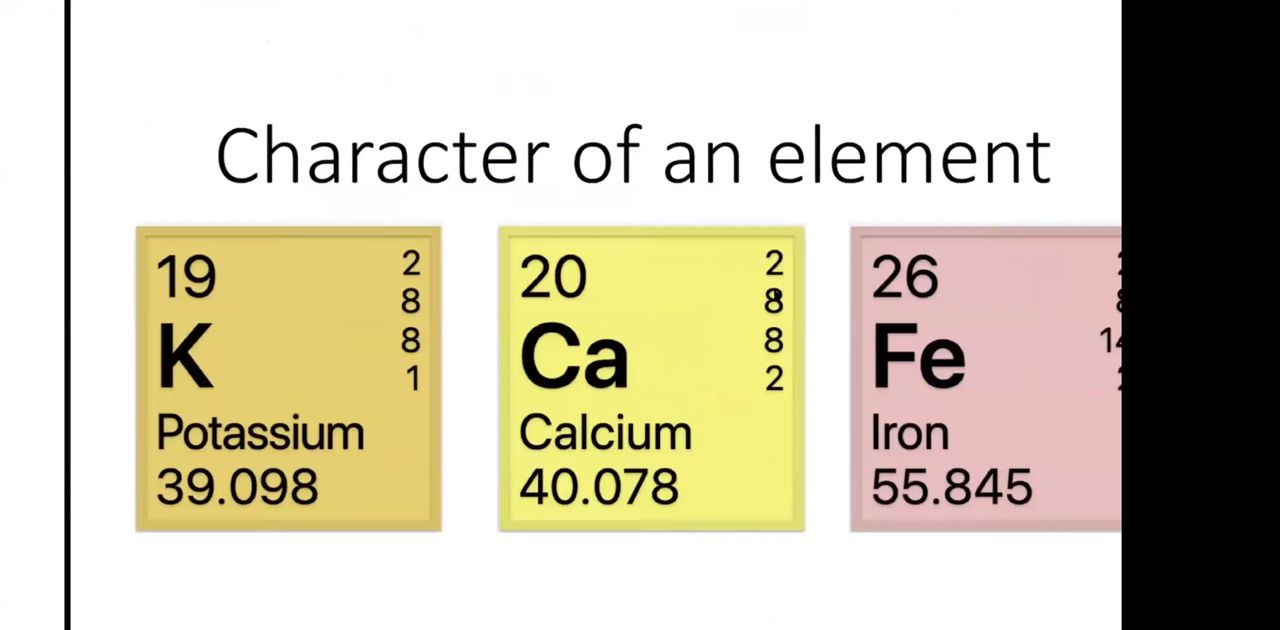 Character of an element
19
2
8
8
1
K
Potassium
39.098
20
2
8
8
2
Ca
Calcium
40.078
26
Fe
Iron
55.845